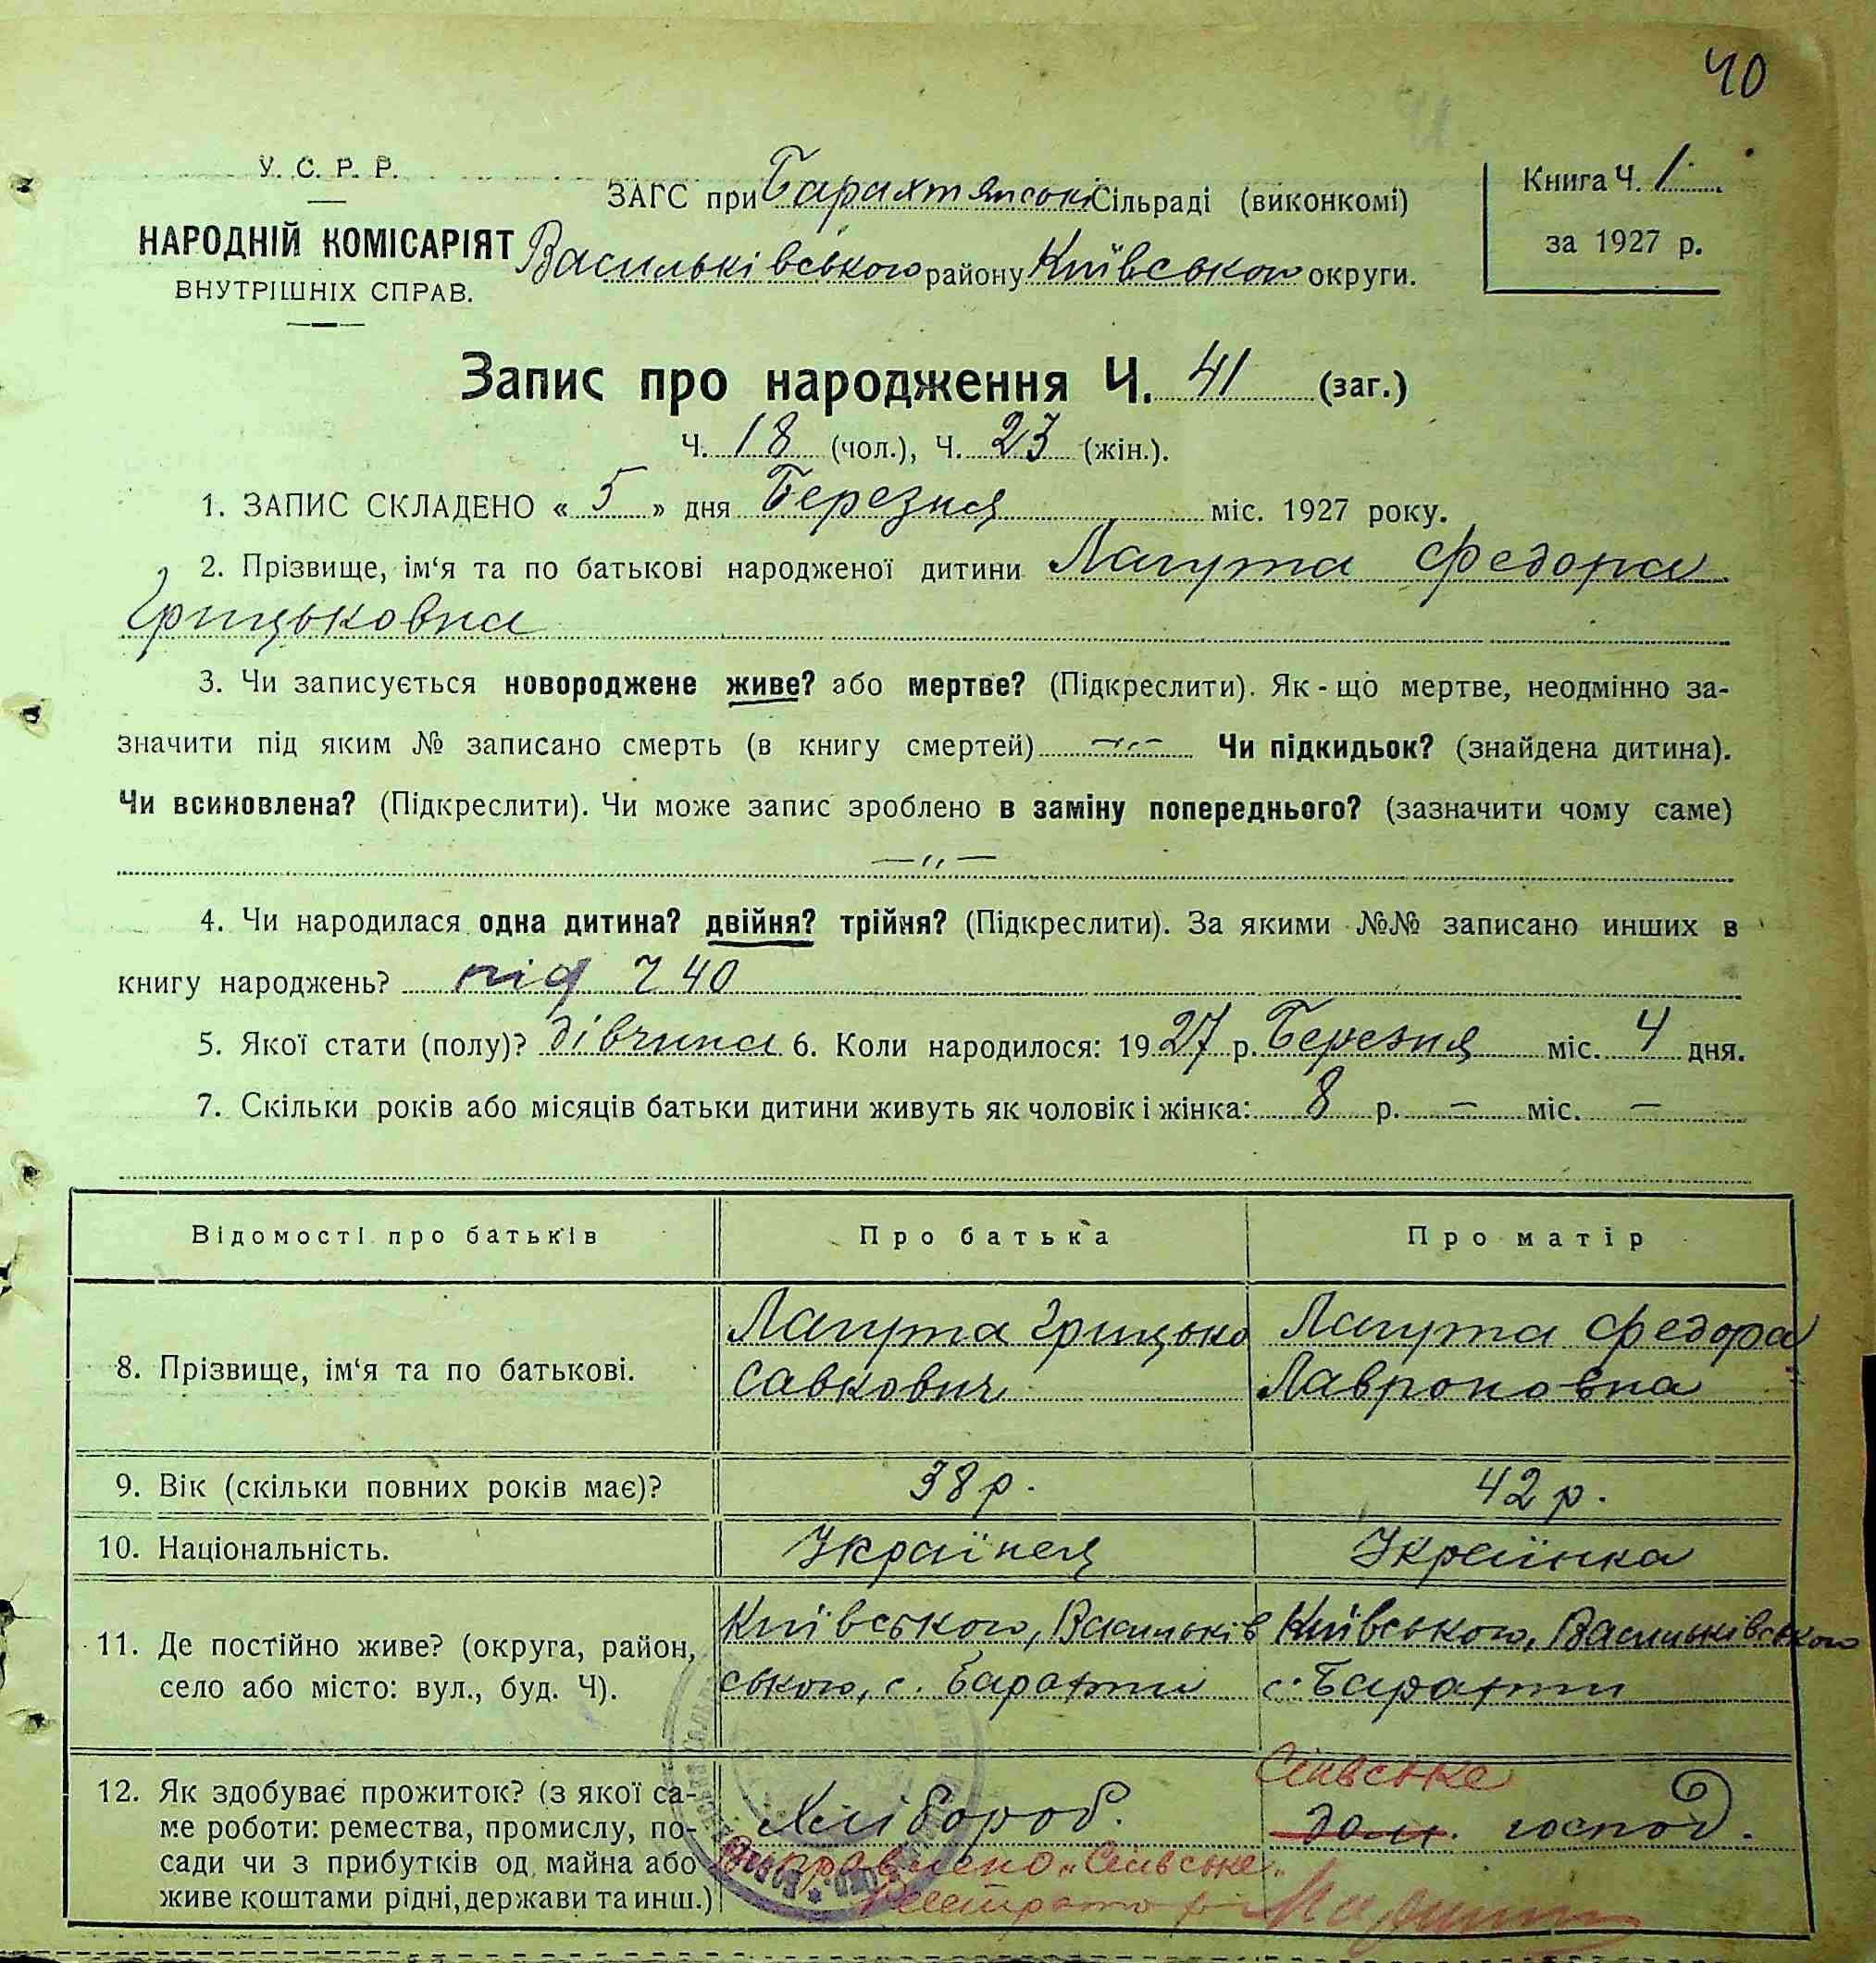 40
У. С. Р. Р.
НАРОДНІЙ КОМІСАРІЯТ
ВНУТРІШНІХ СПРАВ.
ЗАГС при Барахтянські Сільраді (виконкомі)
Васильківського району Київського округи.
Книга Ч. 1
за 1927 р.
Запис про народження Ч. 41 (заг.)
Ч. 18 (чол.), Ч. 23 (жін.).
1. ЗАПИС СКЛАДЕНО « 5 » дня Березня міс. 1927 року.
2. Прізвище, ім‘я та по батькові народженої дитини Лагута Федора
Грицьковна
3. Чи записується новороджене живе? або мертве? (Підкреслити). Як-що мертве, неодмінно за-
значити під яким № записано смерть (в книгу смертей) —„— Чи підкидьок? (знайдена дитина).
Чи всиновлена? (Підкреслити). Чи може запис зроблено в заміну попереднього? (зазначити чому саме)
—„—
4. Чи народилася одна дитина? двійня? трійня? (Підкреслити). За якими №№ записано инших в
книгу народжень? під Ч 40
5. Якої стати (полу)? дівчина 6. Коли народилося: 1927 р. Березня міс. 4 дня.
7. Скільки років або місяців батьки дитини живуть як чоловік і жінка: 8 р. — міс. —
Відомості про батьків
Про батька
Про матір
8. Прізвище, ім‘я та по батькові.
Лагута Грицько
Савкович
Лагута Федора
Лавроновна
9. Вік (скільки повних років має)?
38 р.
42 р.
10. Національність.
Українец
Українка
11. Де постійно живе? (округа, район,
село або місто: вул., буд. Ч).
Київського, Васильків
ського, с. Барахти
Київського, Васильківського
с. Барахти
12. Як здобуває прожиток? (з якої са-
ме роботи: ремества, промислу, по-
сади чи з прибутків од майна або
живе коштами рідні, держави та инш.)
Хлібороб.
Сілвське
дом. господ.
Виправлено „Сілвське„